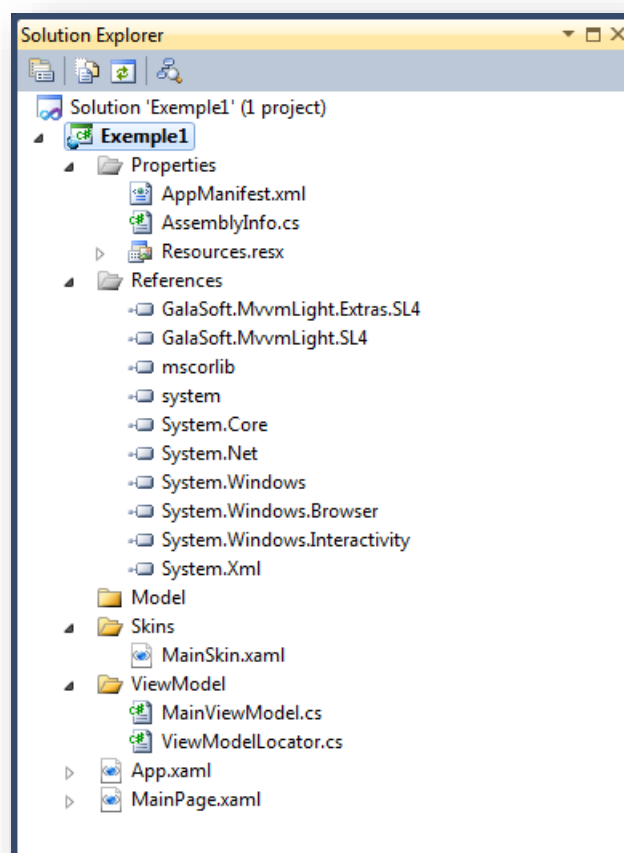 Solution Explorer
Solution 'Exemple1' (1 project)
Exemple1
Properties
AppManifest.xml
AssemblyInfo.cs
Resources.resx
References
GalaSoft.MvvmLight.Extras.SL4
GalaSoft.MvvmLight.SL4
mscorlib
system
System.Core
System.Net
System.Windows
System.Windows.Browser
System.Windows.Interactivity
System.Xml
Model
Skins
MainSkin.xaml
ViewModel
MainViewModel.cs
ViewModelLocator.cs
App.xaml
MainPage.xaml